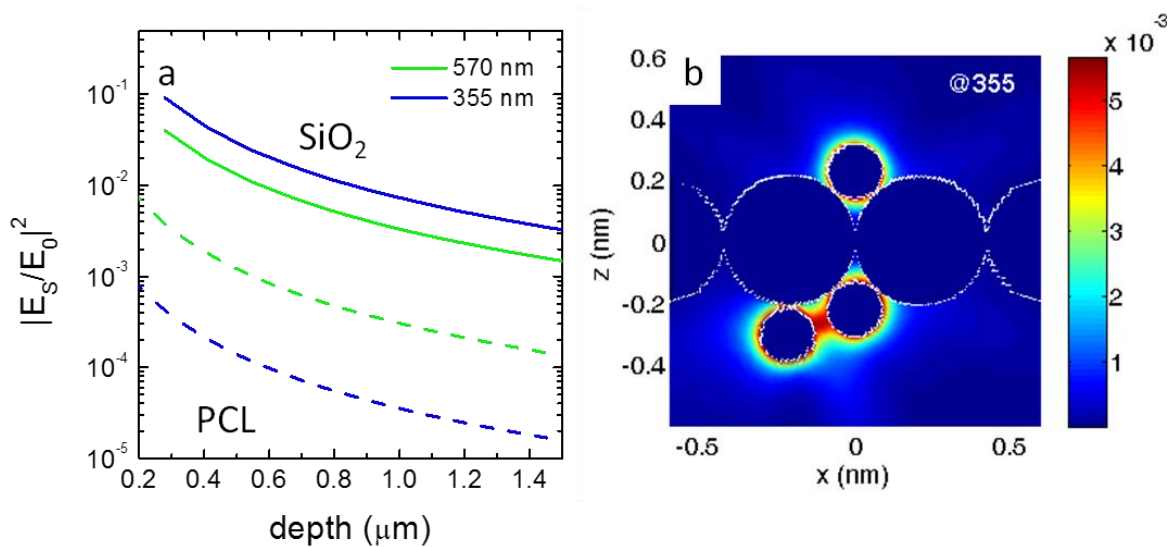 a
570 nm
355 nm
SiO₂
PCL
|E_S/E_0|²
10⁻¹
10⁻²
10⁻³
10⁻⁴
10⁻⁵
0.2 0.4 0.6 0.8 1.0 1.2 1.4
depth (μm)
b
@355
z (nm)
0.6
0.4
0.2
0
-0.2
-0.4
-0.5 0 0.5
x (nm)
x 10⁻³
5
4
3
2
1